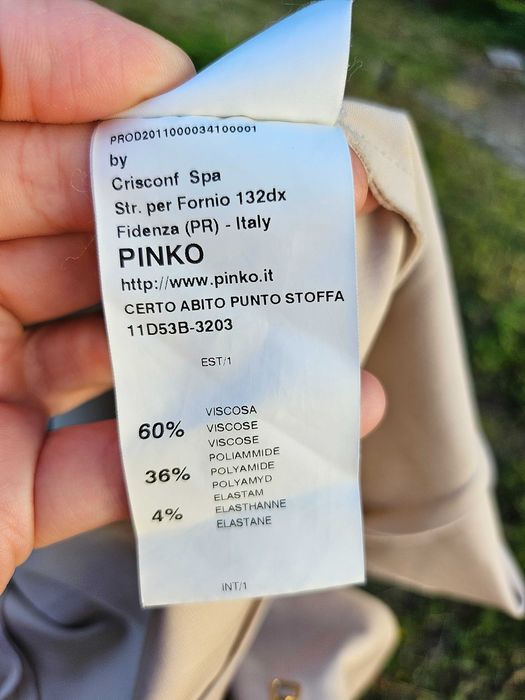 PROD2011000034100001
by
Crisconf Spa
Str. per Fornio 132dx
Fidenza (PR) - Italy
PINKO
http://www.pinko.it
CERTO ABITO PUNTO STOFFA
11D53B-3203
EST/1
VISCOSA
60% VISCOSE
VISCOSE
POLIAMMIDE
36% POLYAMIDE
POLYAMYD
ELASTAM
4% ELASTHANNE
ELASTANE
INT/1